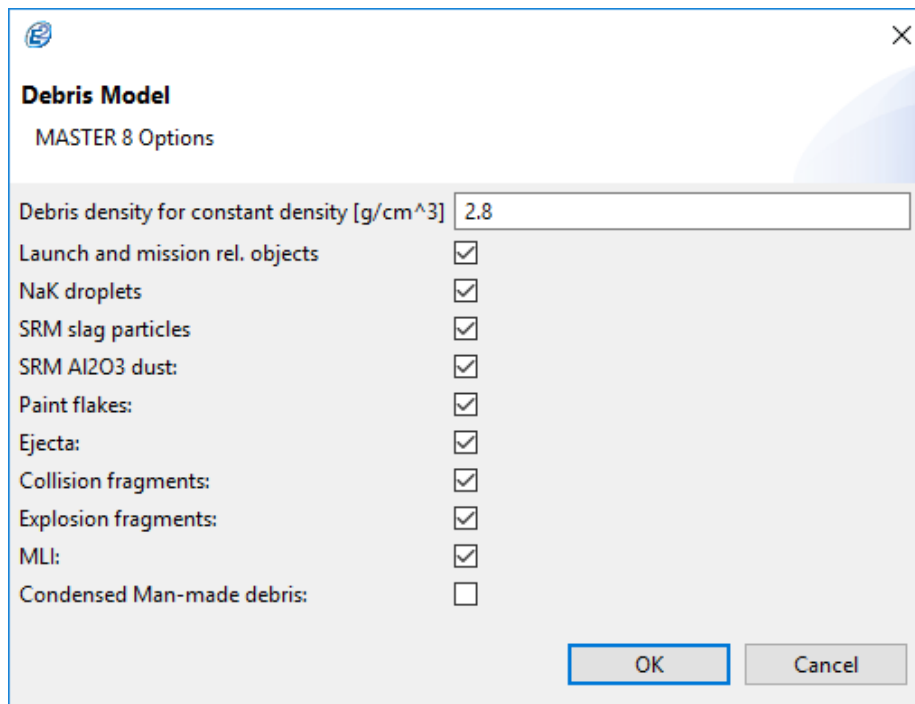 Debris Model
MASTER 8 Options
Debris density for constant density [g/cm^3] 2.8
Launch and mission rel. objects
NaK droplets
SRM slag particles
SRM Al2O3 dust:
Paint flakes:
Ejecta:
Collision fragments:
Explosion fragments:
MLI:
Condensed Man-made debris:
OK Cancel